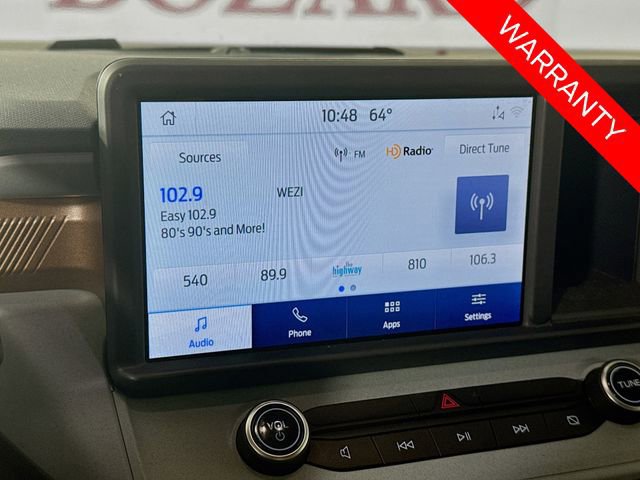 WARRANTY
10:48 64°
Sources
FM
HD Radio
Direct Tune
102.9
WEZI
Easy 102.9
80's 90's and More!
540
89.9
the highway
810
106.3
Audio
Phone
Apps
Settings
VOL
TUNE